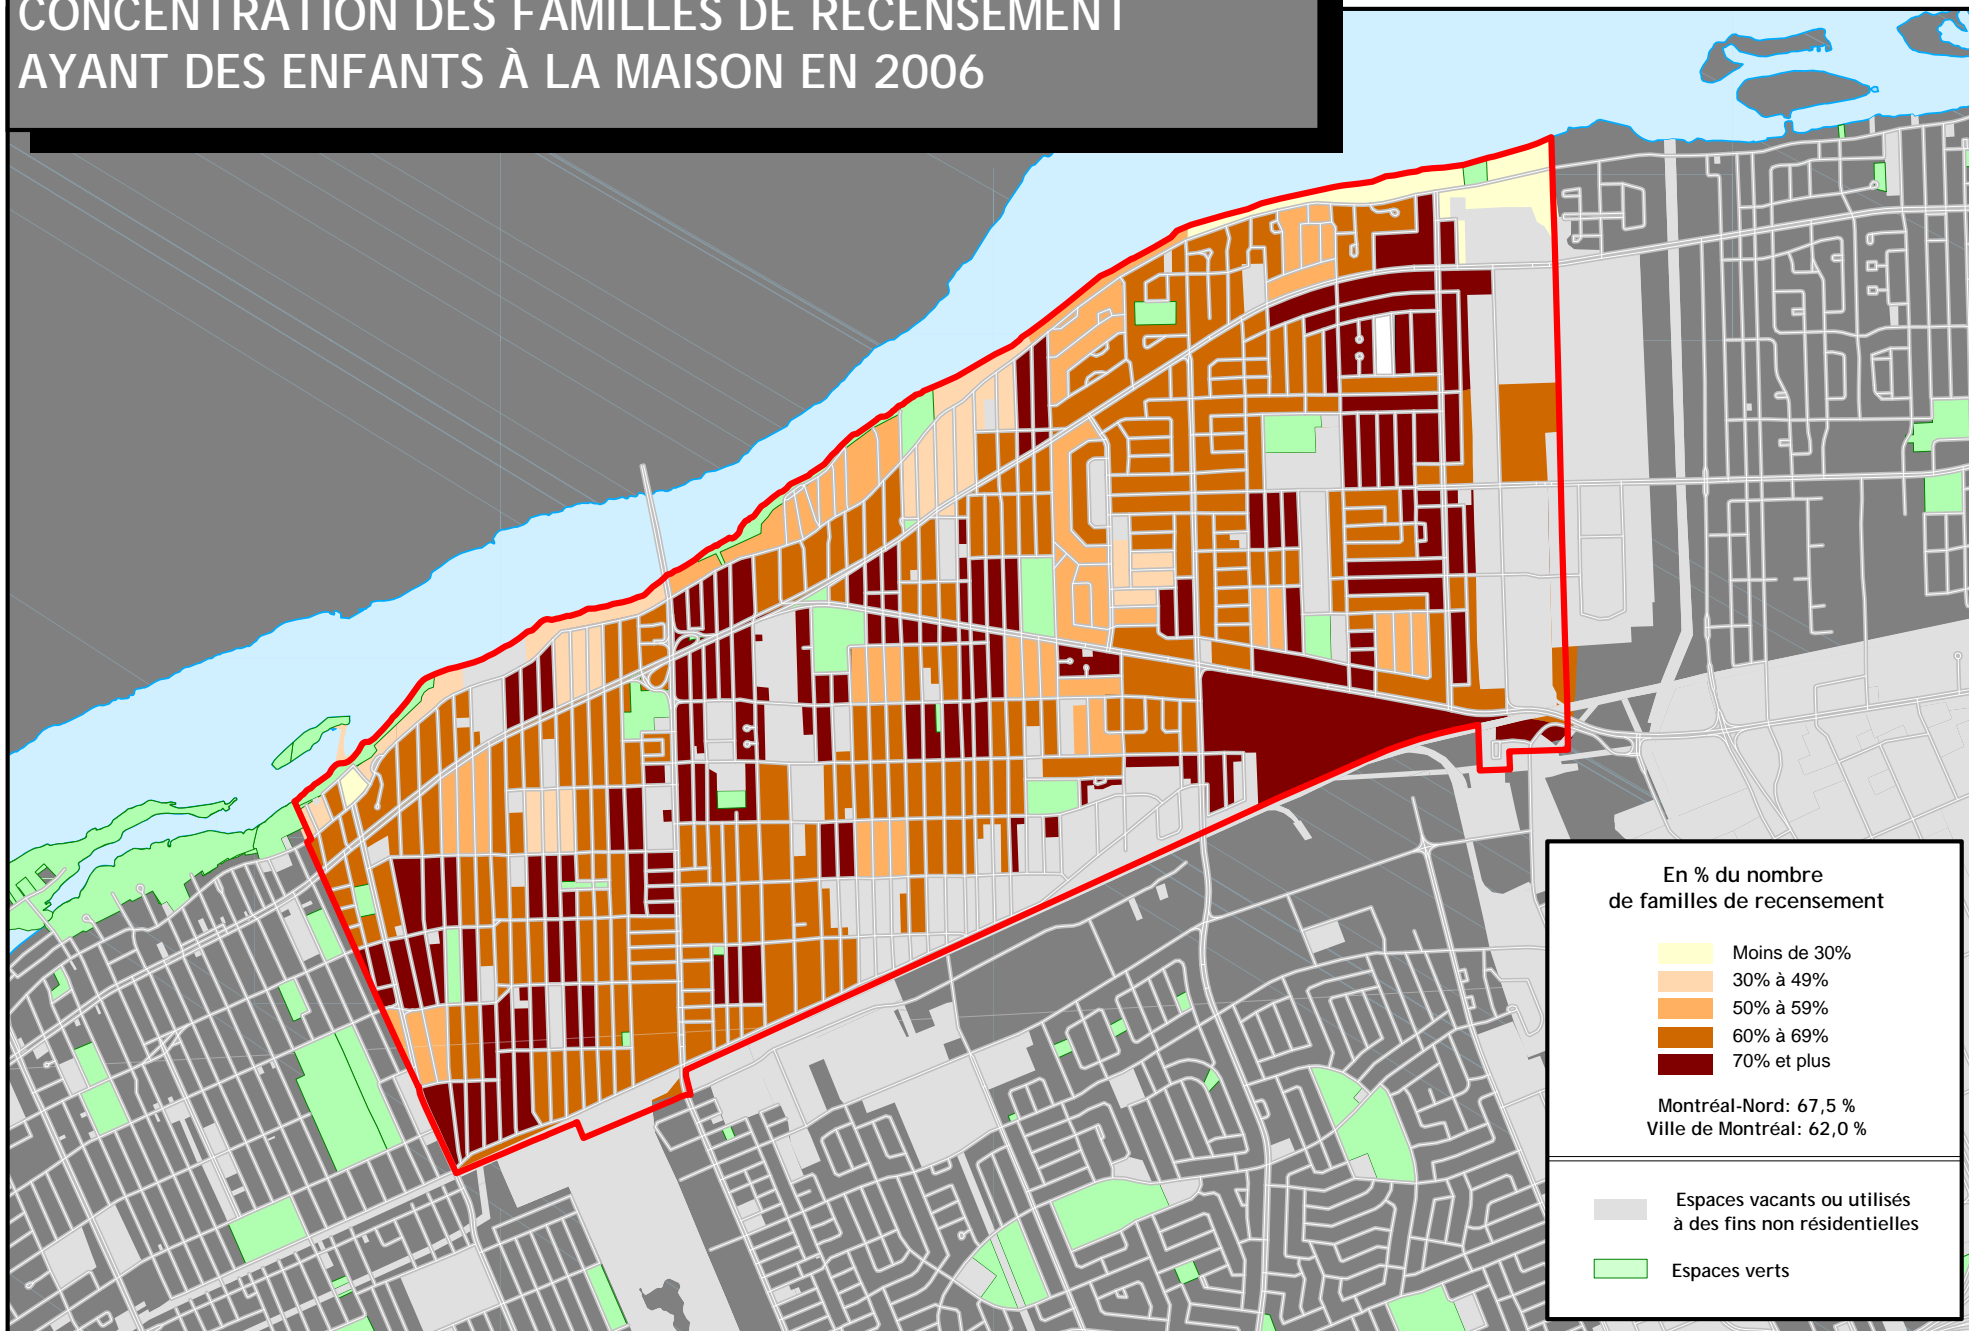 CONCENTRATION DES FAMILLES DE RECENSEMENT
AYANT DES ENFANTS À LA MAISON EN 2006
En % du nombre
de familles de recensement
Moins de 30%
30% à 49%
50% à 59%
60% à 69%
70% et plus
Montréal-Nord: 67,5 %
Ville de Montréal: 62,0 %
Espaces vacants ou utilisés
à des fins non résidentielles
Espaces verts